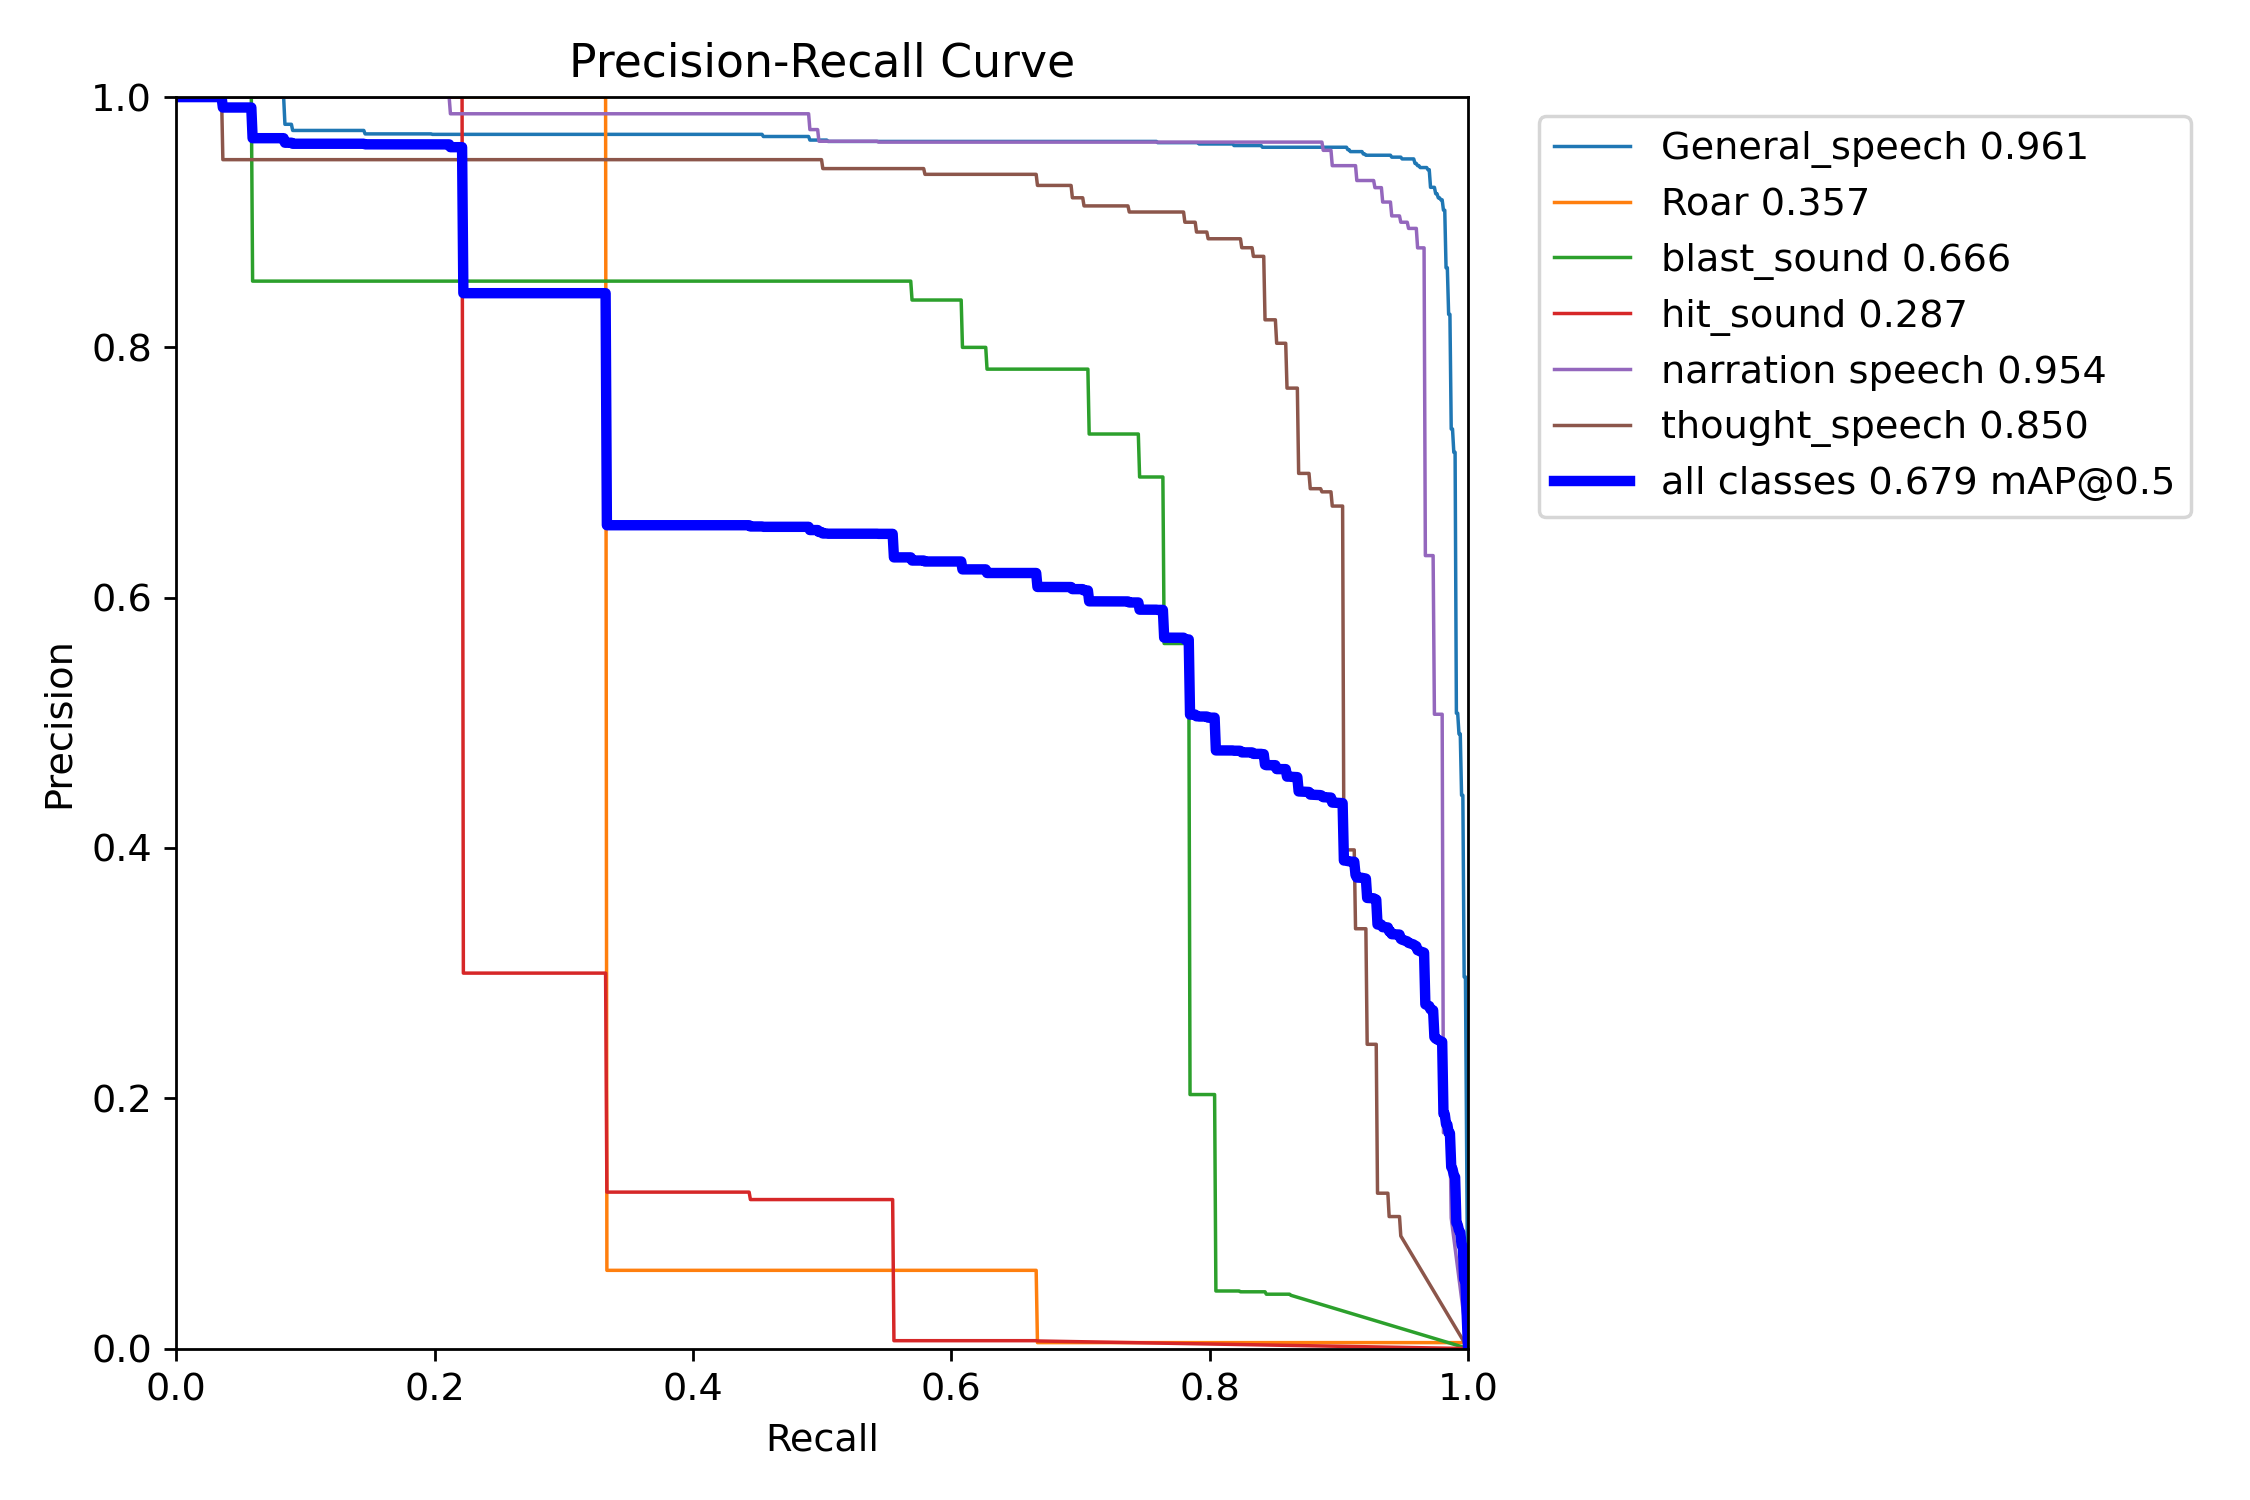 Precision-Recall Curve
1.0
0.8
0.6
0.4
0.2
0.0
Precision
0.0 0.2 0.4 0.6 0.8 1.0
Recall
General_speech 0.961
Roar 0.357
blast_sound 0.666
hit_sound 0.287
narration speech 0.954
thought_speech 0.850
all classes 0.679 mAP@0.5